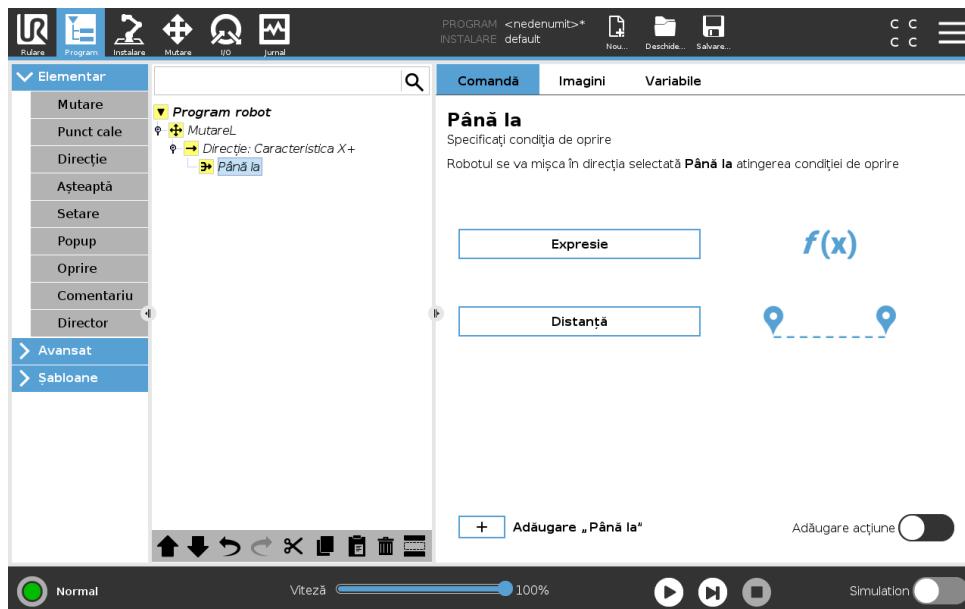 UR
Rulare
Program
Instalare
Mutare
I/O
Jurnal
PROGRAM <nedenumit>*
INSTALARE default
Nou...
Deschide...
Salvare...
C C
C C
Elementar
Mutare
Punct cale
Direcție
Așteaptă
Setare
Popup
Oprire
Comentariu
Director
Avansat
Șabloane
Program robot
MutareL
Direcție: Caracteristica X+
Până la
Comandă
Imagini
Variabile
Până la
Specificați condiția de oprire
Robotul se va mișca în direcția selectată Până la atingerea condiției de oprire
Expresie
f(x)
Distanță
+
Adăugare „Până la“
Adăugare acțiune
Normal
Viteză
100%
Simulation